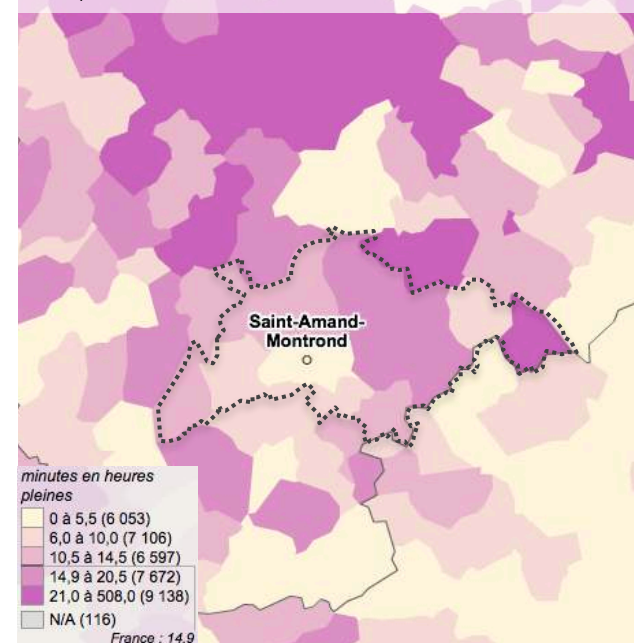 Saint-Amand-
Montrond
minutes en heures
pleines
0 à 5,5 (6 053)
6,0 à 10,0 (7 106)
10,5 à 14,5 (6 597)
14,9 à 20,5 (7 672)
21,0 à 508,0 (9 138)
N/A (116)
France : 14.9